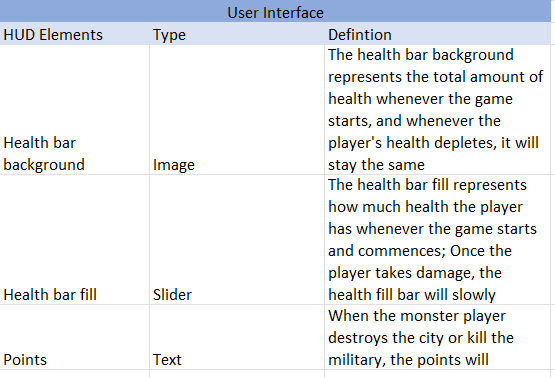 User Interface
HUD Elements Type Defintion
The health bar background
represents the total amount of
health whenever the game
starts, and whenever the
player's health depletes, it will
Health bar
background Image stay the same
The health bar fill represents
how much health the player
has whenever the game starts
and commences; Once the
player takes damage, the
Health bar fill Slider health fill bar will slowly
When the monster player
destroys the city or kill the
Points Text military, the points will